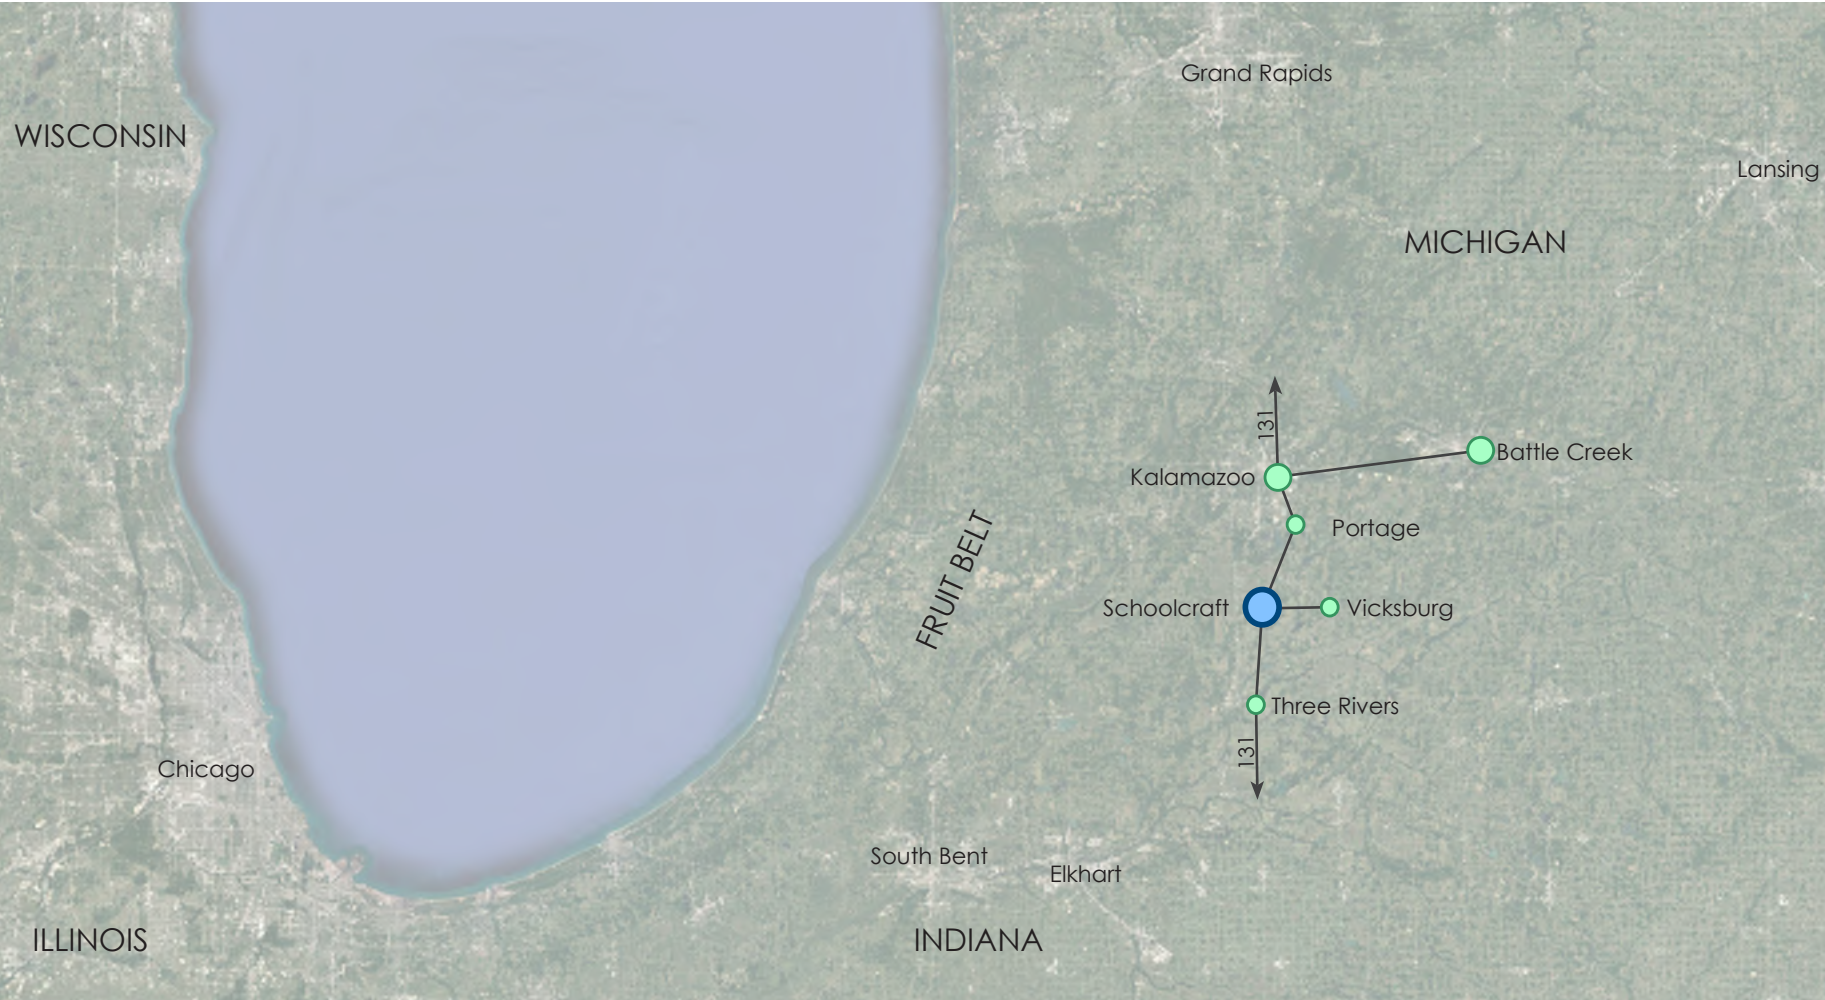 Grand Rapids
WISCONSIN
Lansing
MICHIGAN
131
Battle Creek
Kalamazoo
Portage
FRUIT BELT
Schoolcraft
Vicksburg
Three Rivers
131
Chicago
South Bent
Elkhart
ILLINOIS
INDIANA